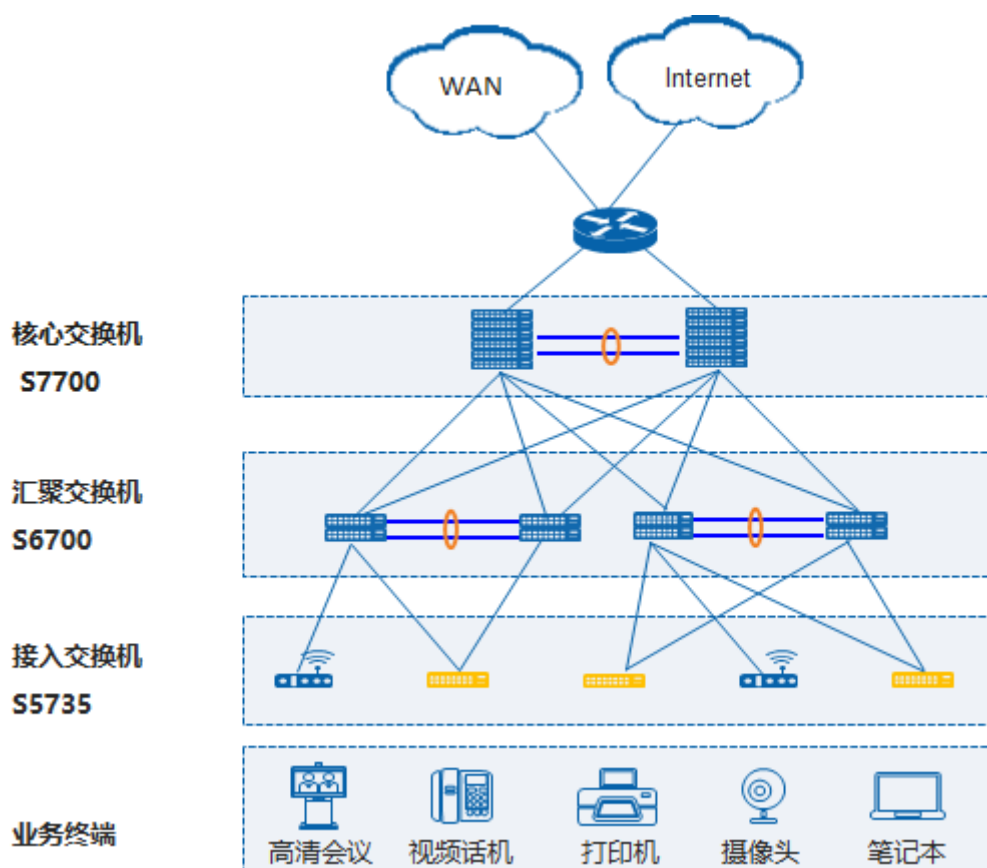 WAN
Internet
核心交换机
S7700
汇聚交换机
S6700
接入交换机
S5735
业务终端
高清会议 视频话机 打印机 摄像头 笔记本